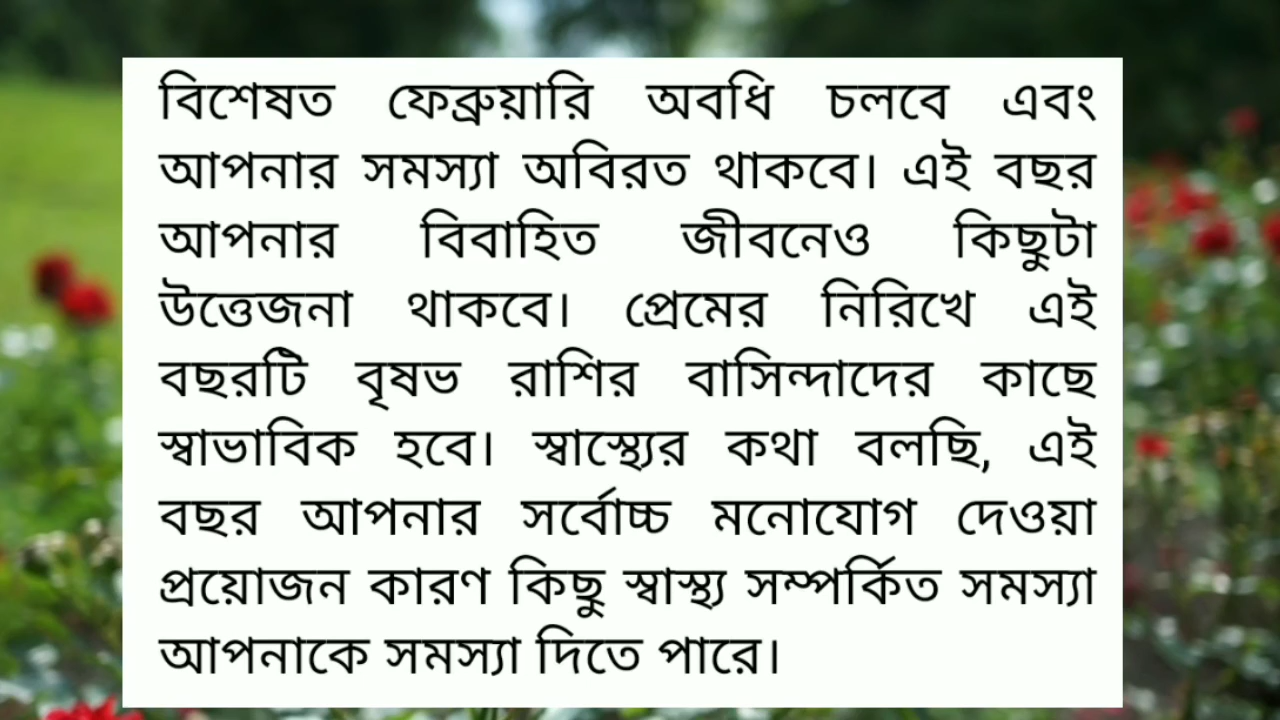 বিশেষত ফেব্রুয়ারি অবধি চলবে এবং
আপনার সমস্যা অবিরত থাকবে। এই বছর
আপনার বিবাহিত জীবনেও কিছুটা
উত্তেজনা থাকবে। প্রেমের নিরিখে এই
বছরটি বৃষভ রাশির বাসিন্দাদের কাছে
স্বাভাবিক হবে। স্বাস্থ্যের কথা বলছি, এই
বছর আপনার সর্বোচ্চ মনোযোগ দেওয়া
প্রয়োজন কারণ কিছু স্বাস্থ্য সম্পর্কিত সমস্যা
আপনাকে সমস্যা দিতে পারে।